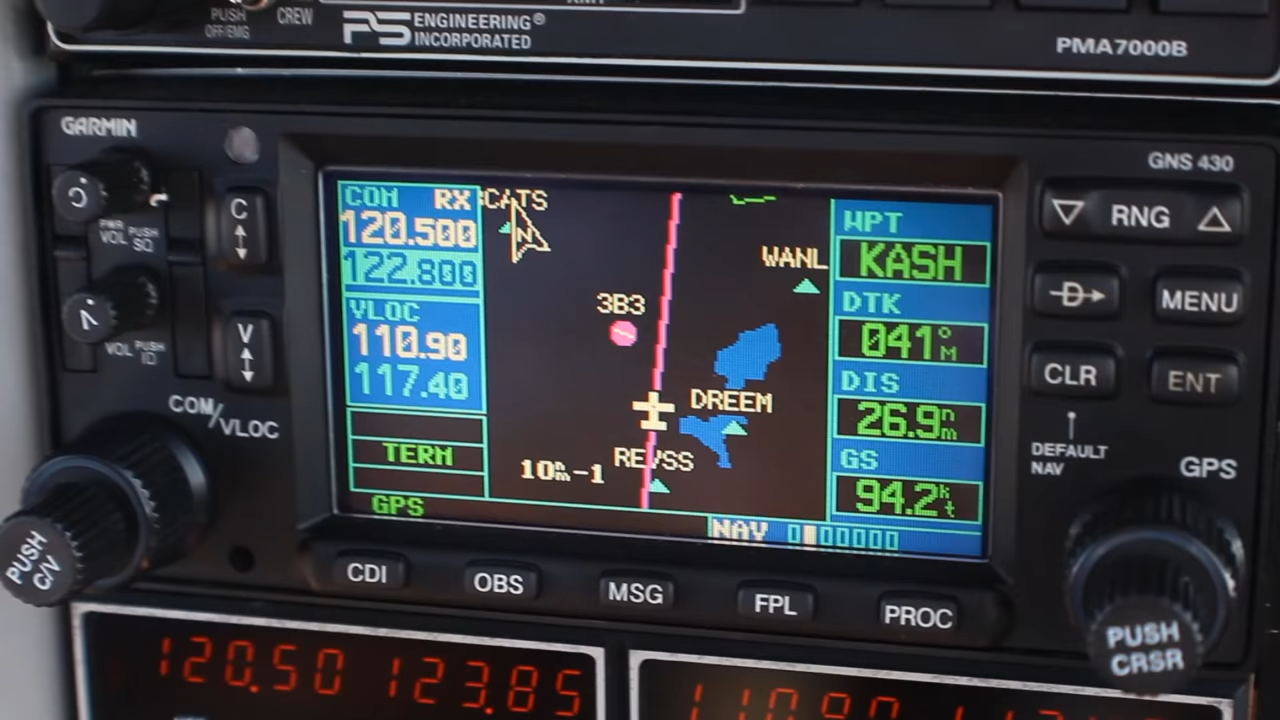 PUSH
OFF/EMG
CREW
PS ENGINEERING®
INCORPORATED
PMA7000B
GARMIN
GNS 430
C
PWR
VOL
PUSH
SQ
V
VOL
PUSH
ID
COM/VLOC
PUSH
C/V
COM RX
120.500
122.800
VLOC
110.90
117.40
TERM
GPS
CATS
N
WANL
3B3
DREEM
REVSS
10nm-1
NAV
WPT
KASH
DTK
041°M
DIS
26.9nm
GS
94.2kt
RNG
D
MENU
CLR
ENT
DEFAULT
NAV
GPS
PUSH
CRSR
CDI
OBS
MSG
FPL
PROC
120.50 123.85
110.90